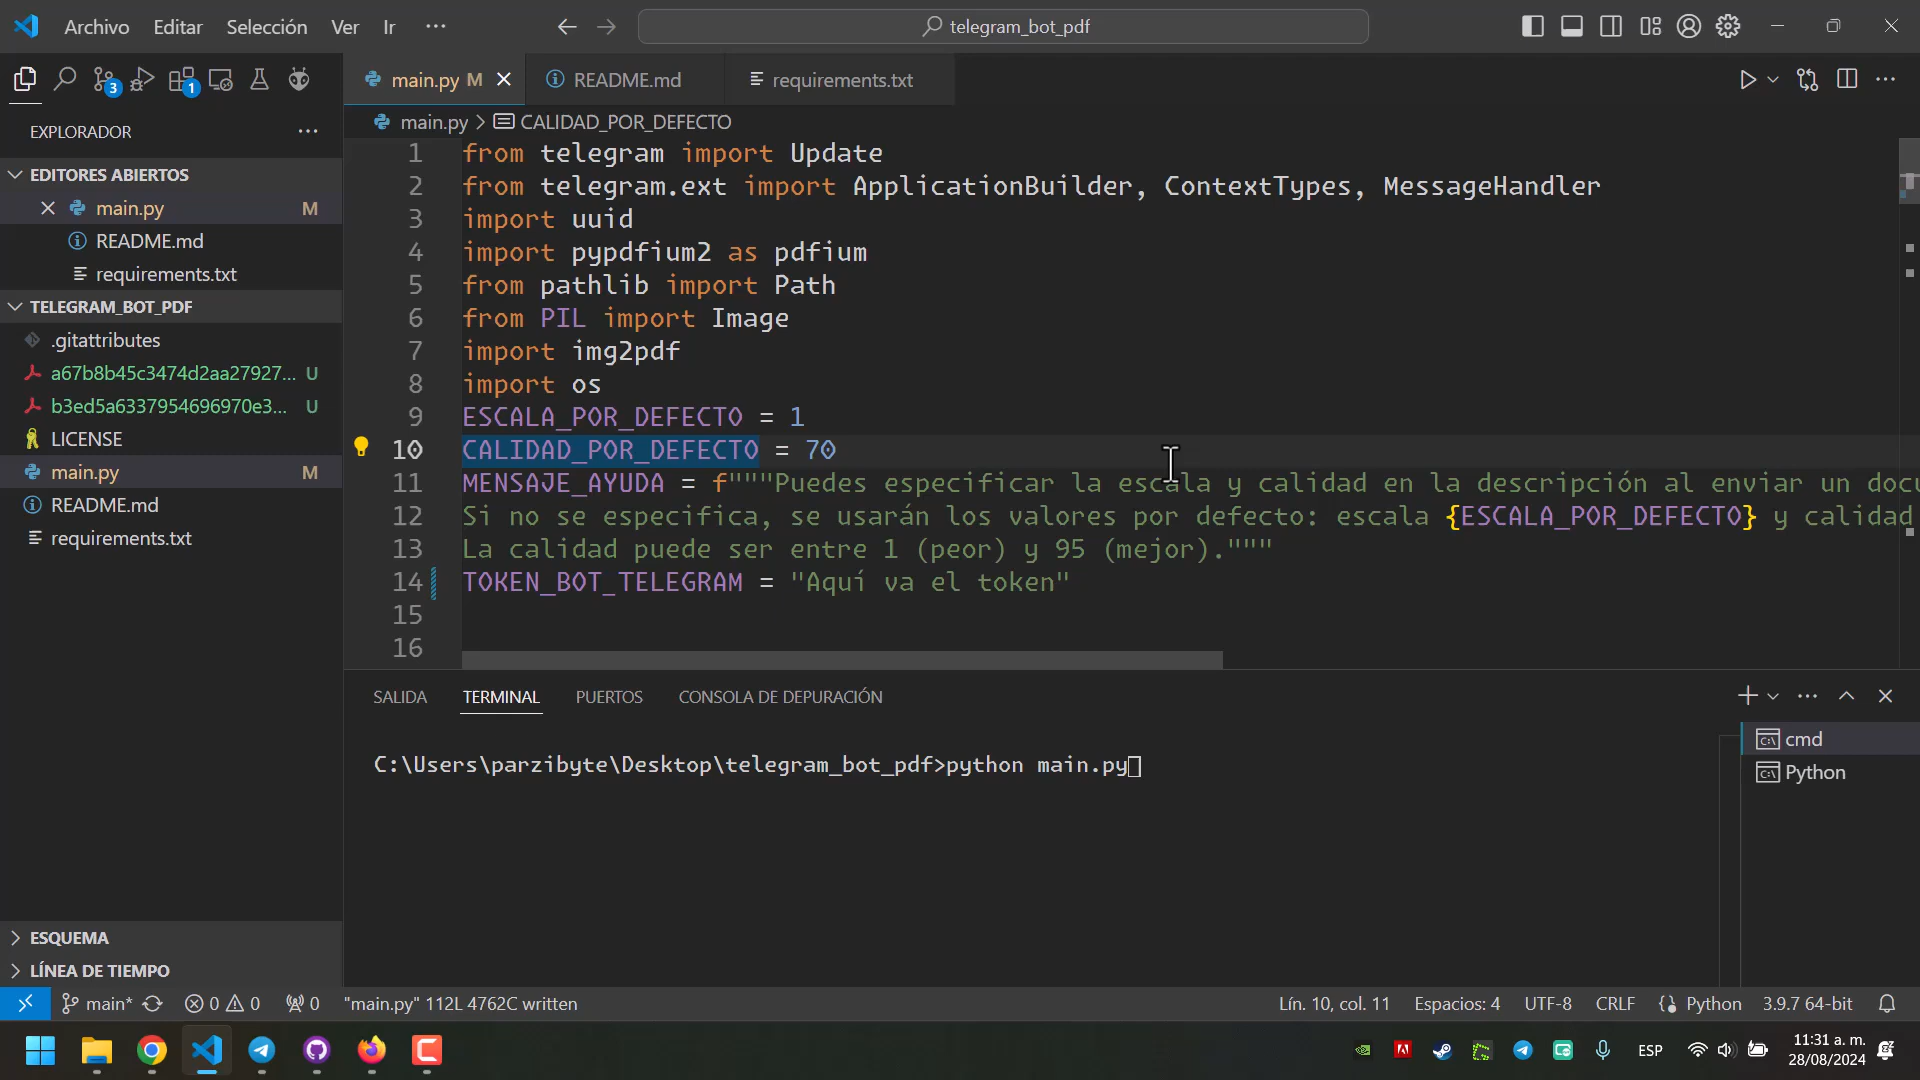 Archivo Editar Selección Ver Ir ··· telegram_bot_pdf
3 1
main.py M README.md requirements.txt
EXPLORADOR ···
main.py > CALIDAD_POR_DEFECTO
EDITORES ABIERTOS
main.py M
README.md
requirements.txt
TELEGRAM_BOT_PDF
.gitattributes
a67b8b45c3474d2aa27927... U
b3ed5a6337954696970e3... U
LICENSE
main.py M
README.md
requirements.txt
ESQUEMA
LÍNEA DE TIEMPO
1 from telegram import Update
2 from telegram.ext import ApplicationBuilder, ContextTypes, MessageHandler
3 import uuid
4 import pypdfium2 as pdfium
5 from pathlib import Path
6 from PIL import Image
7 import img2pdf
8 import os
9 ESCALA_POR_DEFECTO = 1
10 CALIDAD_POR_DEFECTO = 70
11 MENSAJE_AYUDA = f"""Puedes especificar la escala y calidad en la descripción al enviar un docu
12 Si no se especifica, se usarán los valores por defecto: escala {ESCALA_POR_DEFECTO} y calidad
13 La calidad puede ser entre 1 (peor) y 95 (mejor)."""
14 TOKEN_BOT_TELEGRAM = "Aquí va el token"
15
16
SALIDA TERMINAL PUERTOS CONSOLA DE DEPURACIÓN
C:\Users\parzibyte\Desktop\telegram_bot_pdf>python main.py
cmd
Python
main* 0 0 0 "main.py" 112L 4762C written Lín. 10, col. 11 Espacios: 4 UTF-8 CRLF Python 3.9.7 64-bit
ESP 11:31 a. m.
28/08/2024